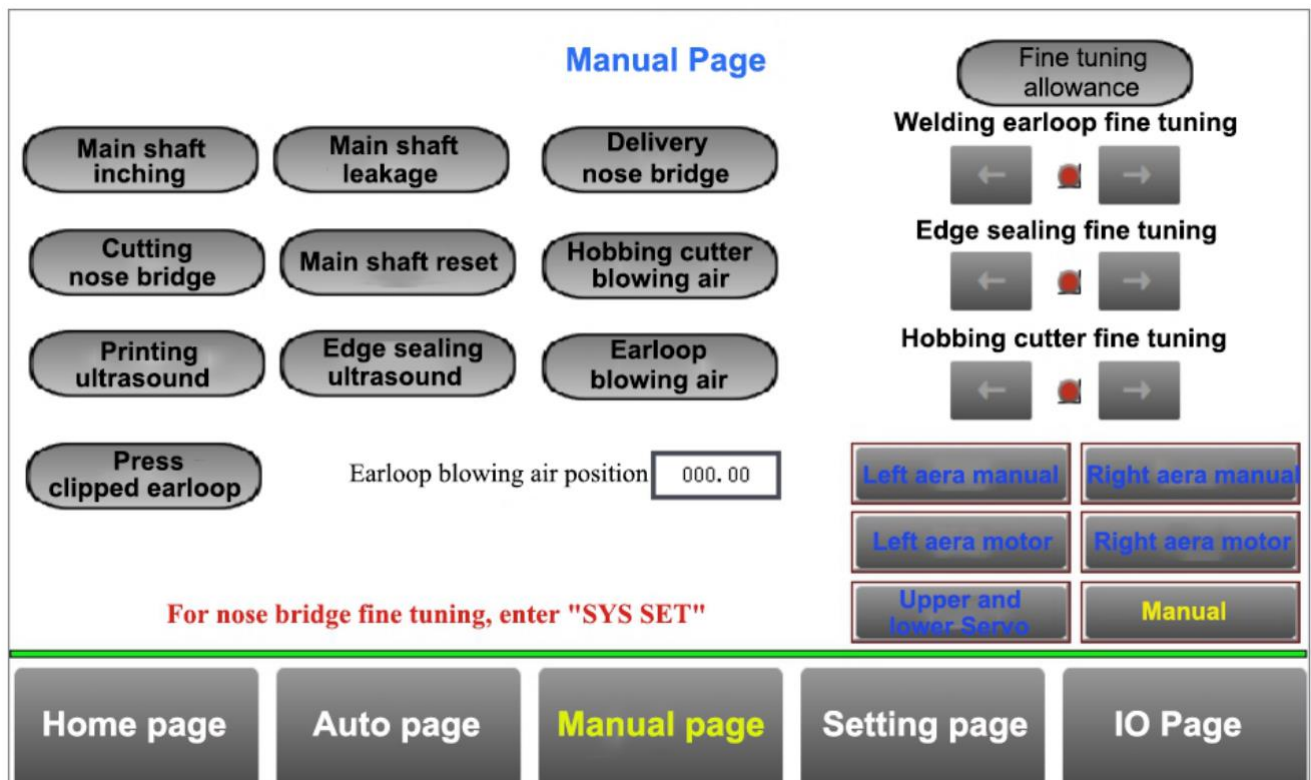 Manual Page
Fine tuning
allowance
Main shaft
inching
Main shaft
leakage
Delivery
nose bridge
Welding earloop fine tuning
← →
Cutting
nose bridge
Main shaft reset
Hobbing cutter
blowing air
Edge sealing fine tuning
← →
Printing
ultrasound
Edge sealing
ultrasound
Earloop
blowing air
Hobbing cutter fine tuning
← →
Press
clipped earloop
Earloop blowing air position 000.00
Left aera manual
Right aera manual
Left aera motor
Right aera motor
Upper and
lower Servo
Manual
For nose bridge fine tuning, enter "SYS SET"
Home page
Auto page
Manual page
Setting page
IO Page